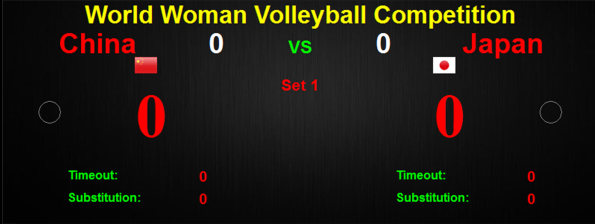 World Woman Volleyball Competition
China 0 VS 0 Japan
Set 1
0 0
Timeout: 0 Timeout: 0
Substitution: 0 Substitution: 0